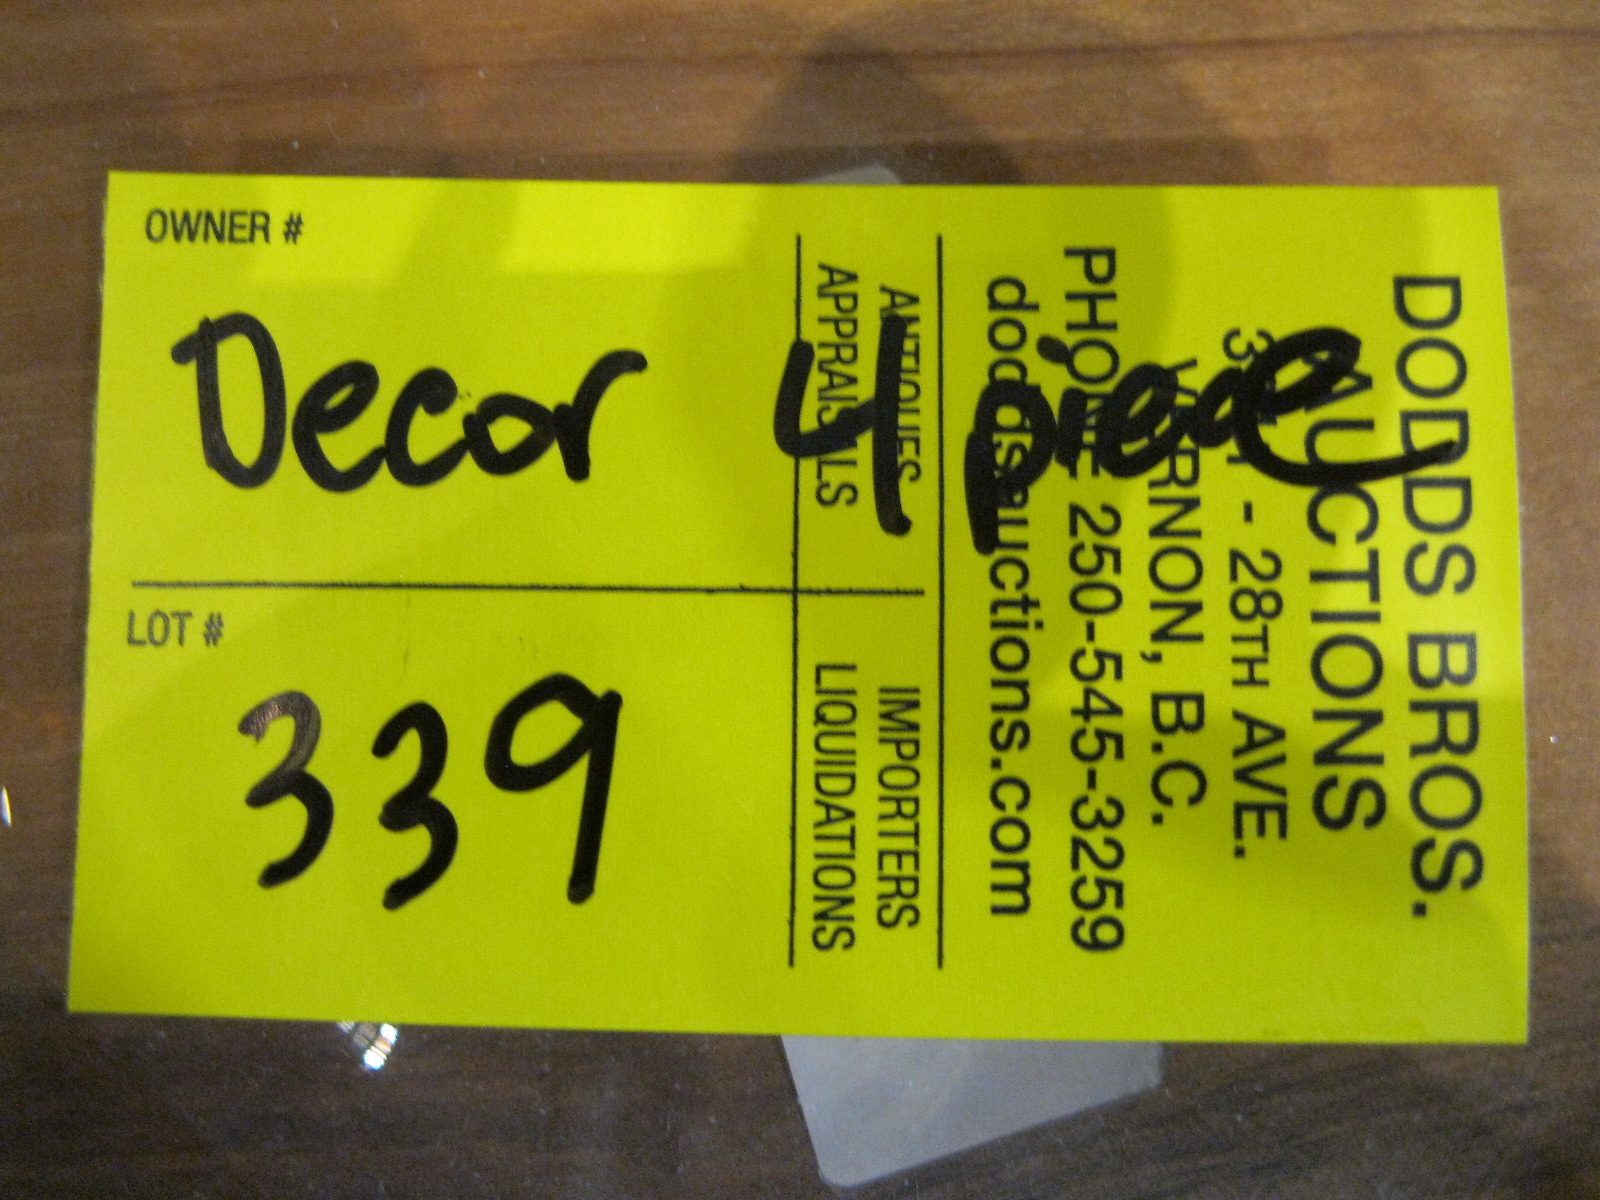 OWNER #
Decor 4 piece
LOT #
339
ANTIQUES IMPORTERS
APPRAISALS LIQUIDATIONS
DODDS BROS.
AUCTIONS
- 28TH AVE.
VERNON, B.C.
PHONE 250-545-3259
doddsauctions.com